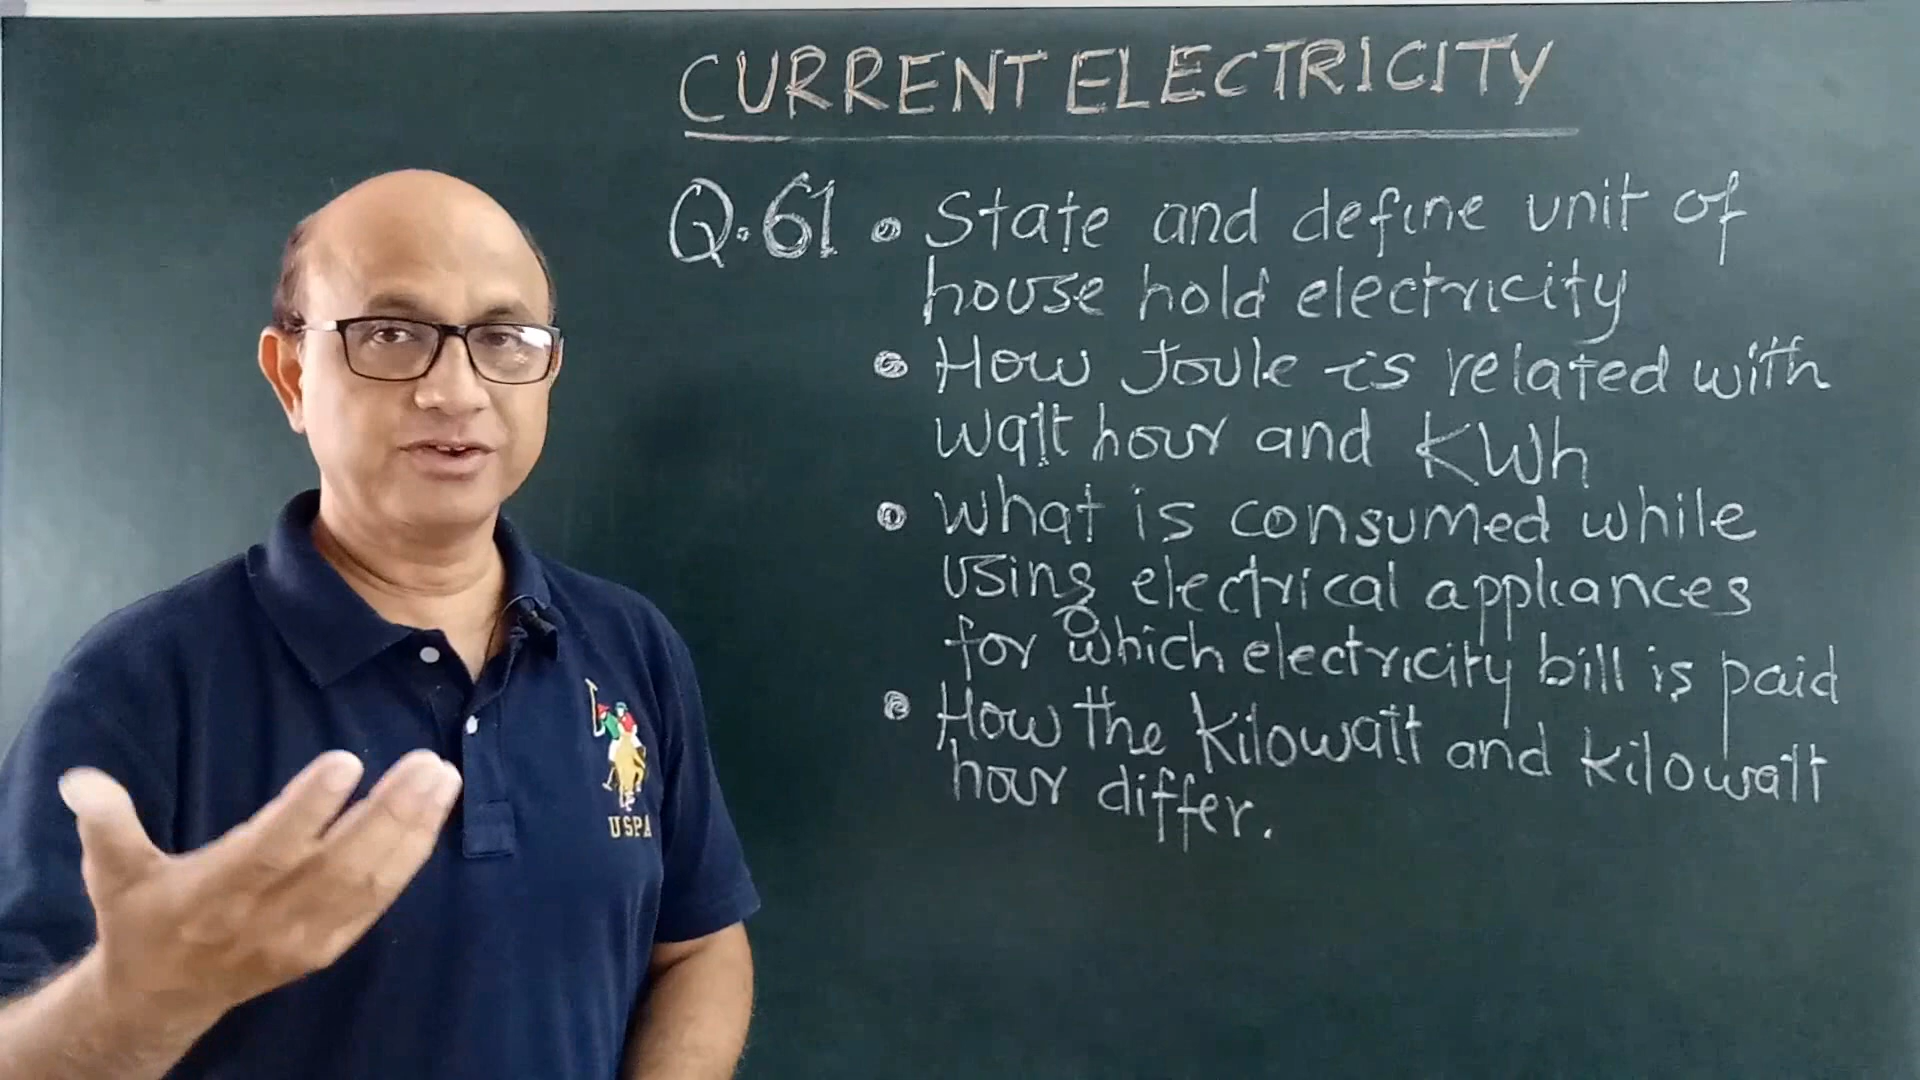 CURRENT ELECTRICITY
Q.61 • State and define unit of
house hold electricity
• How Joule is related with
watt hour and KWh
• What is consumed while
using electrical appliances
for which electricity bill is paid
• How the kilowatt and kilowatt
hour differ.
USPA